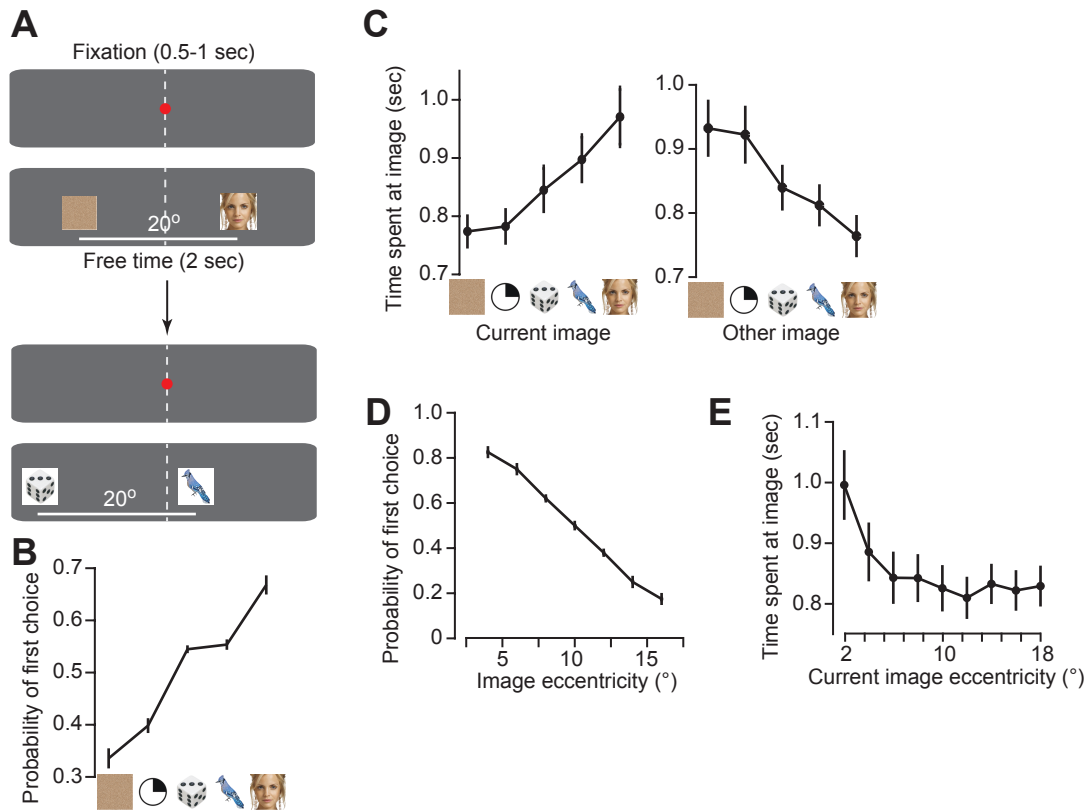 A
Fixation (0.5-1 sec)
20º
Free time (2 sec)
20º
B
Probability of first choice
0.7
0.6
0.5
0.4
0.3
C
Time spent at image (sec)
1.0
0.9
0.8
0.7
Current image
1.0
0.9
0.8
0.7
Other image
D
Probability of first choice
1.0
0.8
0.6
0.4
0.2
0
5 10 15
Image eccentricity (°)
E
Time spent at image (sec)
1.1
1.0
0.9
0.8
2 10 18
Current image eccentricity (°)